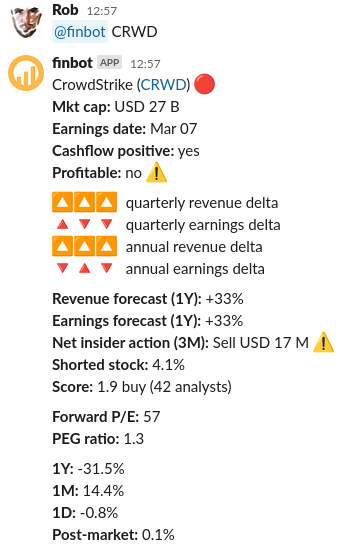 Rob 12:57
@finbot CRWD
finbot APP 12:57
CrowdStrike (CRWD) 🔴
Mkt cap: USD 27 B
Earnings date: Mar 07
Cashflow positive: yes
Profitable: no ⚠️
🔼🔼🔼 quarterly revenue delta
🔺🔻🔻 quarterly earnings delta
🔼🔼🔼 annual revenue delta
🔻🔺🔻 annual earnings delta
Revenue forecast (1Y): +33%
Earnings forecast (1Y): +33%
Net insider action (3M): Sell USD 17 M ⚠️
Shorted stock: 4.1%
Score: 1.9 buy (42 analysts)
Forward P/E: 57
PEG ratio: 1.3
1Y: -31.5%
1M: 14.4%
1D: -0.8%
Post-market: 0.1%